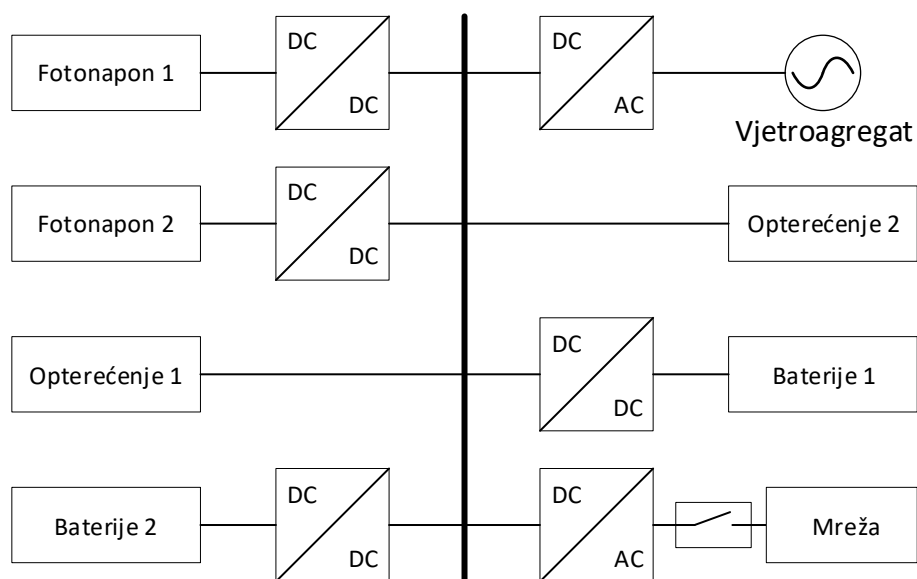 Fotonapon 1
DC
DC
DC
AC
Vjetroagregat
Fotonapon 2
DC
DC
Opterećenje 2
Opterećenje 1
DC
DC
Baterije 1
Baterije 2
DC
DC
DC
AC
Mreža